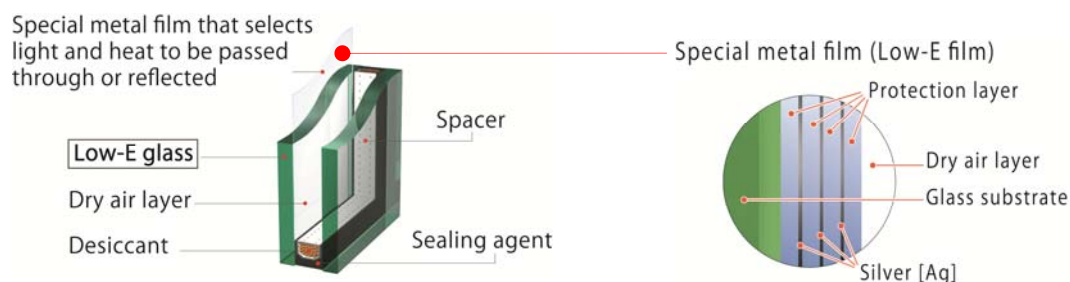 Special metal film that selects
light and heat to be passed
through or reflected
Low-E glass
Dry air layer
Desiccant
Spacer
Sealing agent
Special metal film (Low-E film)
Protection layer
Dry air layer
Glass substrate
Silver [Ag]